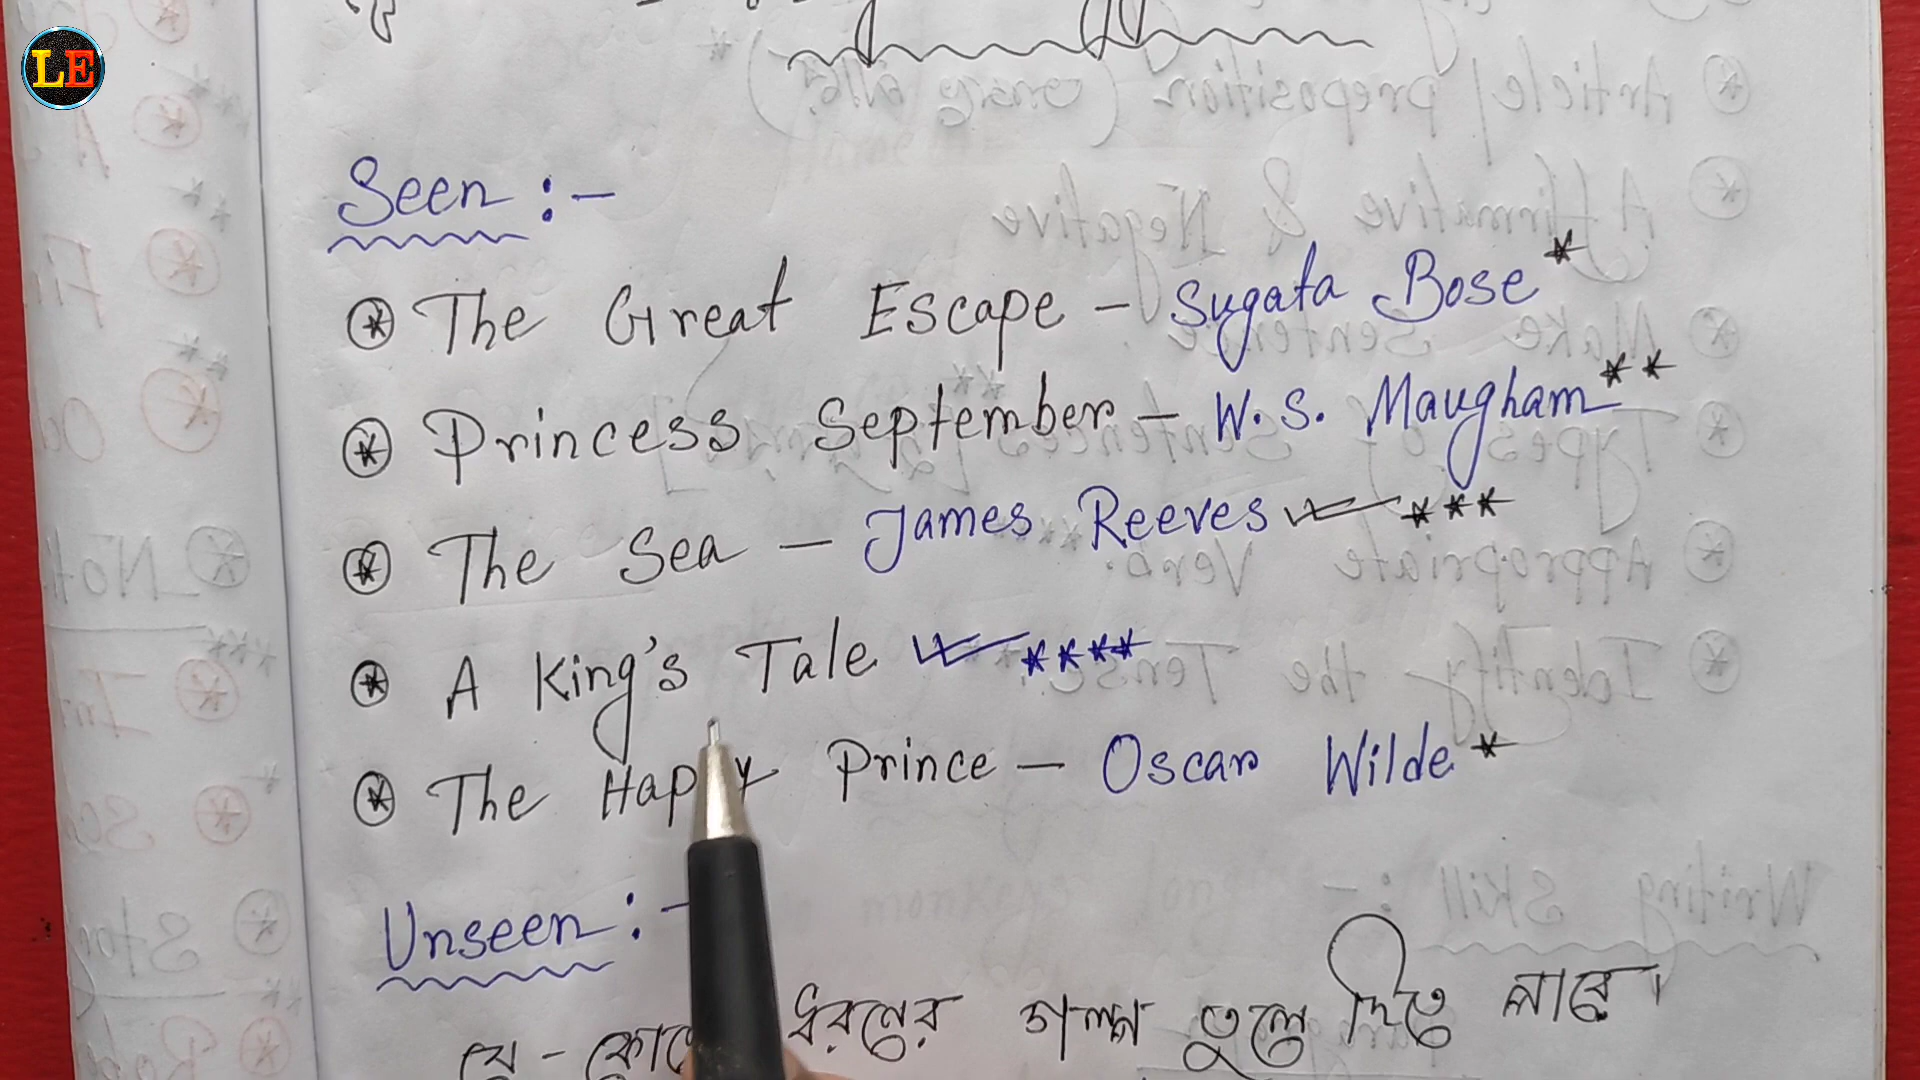 LE
Seen :-
⊛ The Great Escape - Sugata Bose *
⊛ Princess September - W. S. Maugham **
⊛ The Sea - James Reeves ***
⊛ A King's Tale ****
⊛ The Happy Prince - Oscar Wilde *
Unseen :-
যে - কোনো ধরণের গল্প তুলে দিতে পারে।